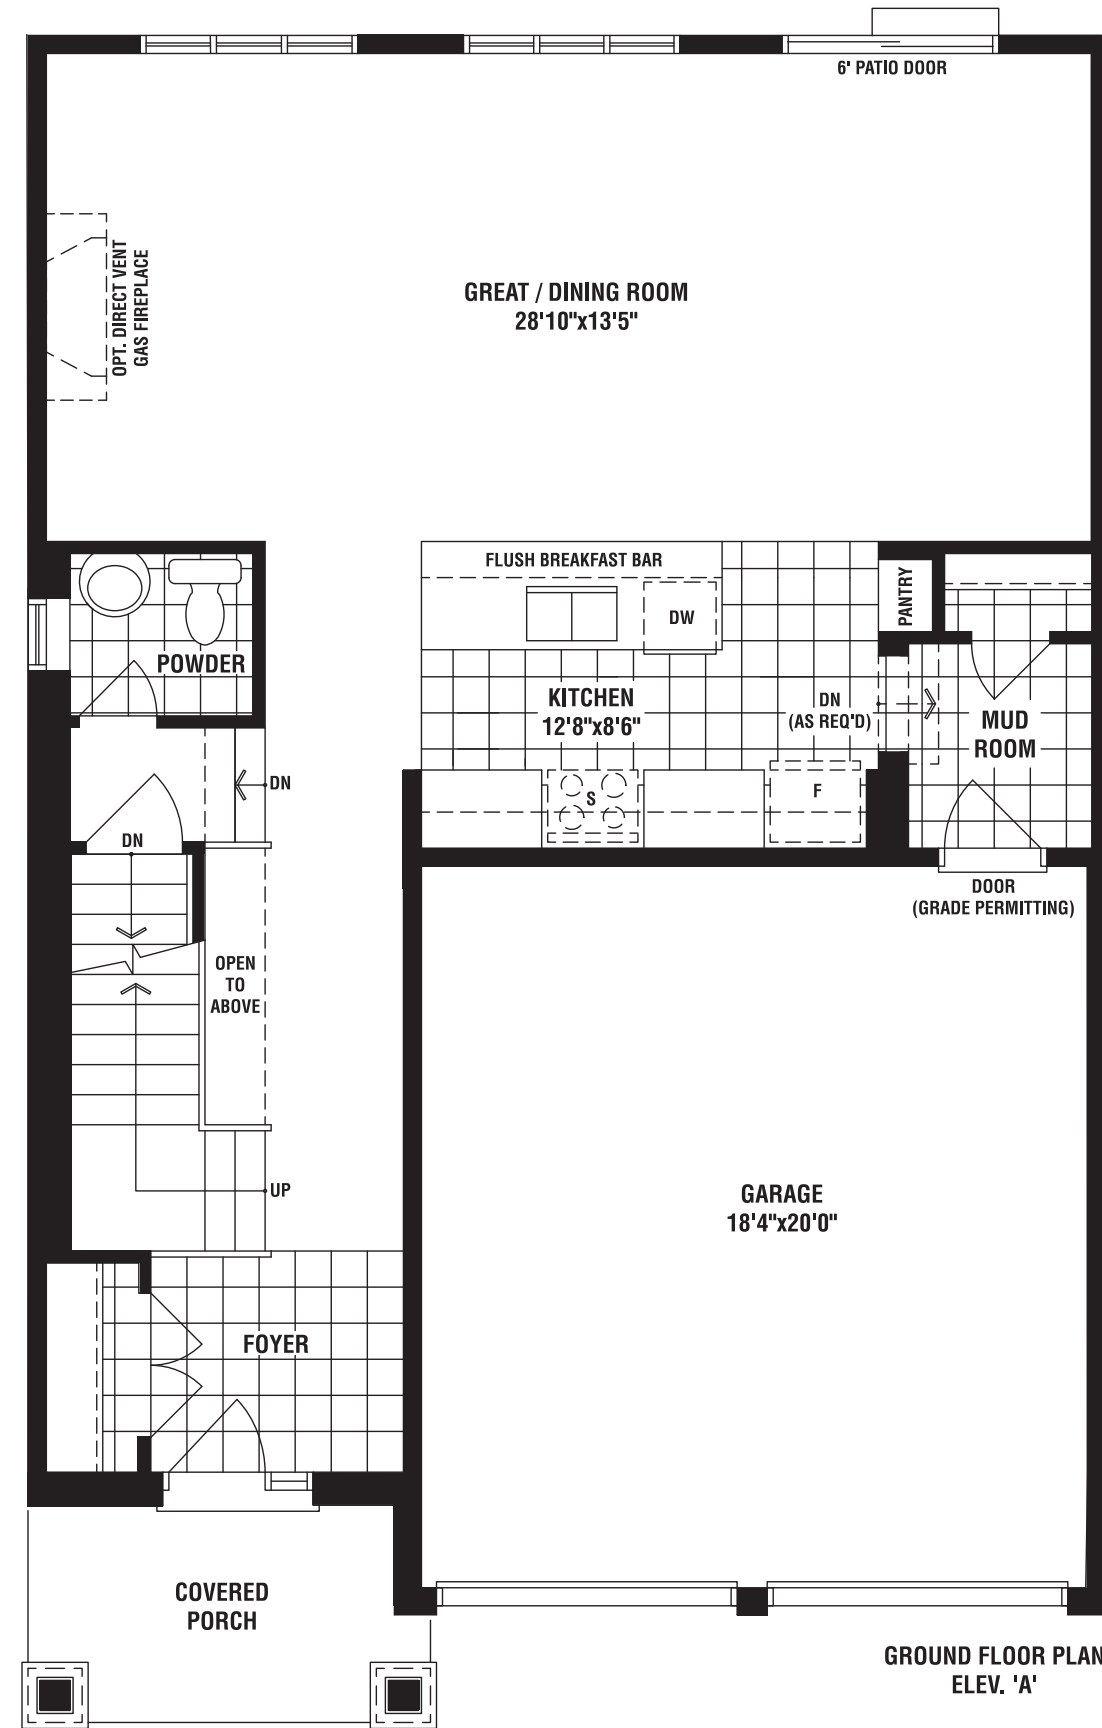 6' PATIO DOOR
OPT. DIRECT VENT
GAS FIREPLACE
GREAT / DINING ROOM
28'10"x13'5"
FLUSH BREAKFAST BAR
PANTRY
DW
POWDER
KITCHEN
12'8"x8'6"
DN
(AS REQ'D)
MUD
ROOM
DN
S
F
DN
DOOR
(GRADE PERMITTING)
OPEN
TO
ABOVE
UP
GARAGE
18'4"x20'0"
FOYER
COVERED
PORCH
GROUND FLOOR PLAN
ELEV. 'A'